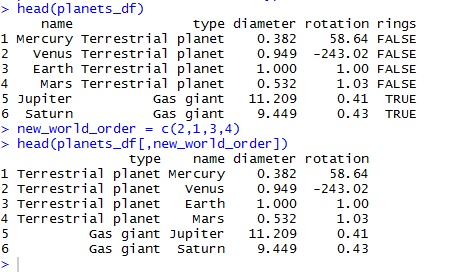 > head(planets_df)
name type diameter rotation rings
1 Mercury Terrestrial planet 0.382 58.64 FALSE
2 Venus Terrestrial planet 0.949 -243.02 FALSE
3 Earth Terrestrial planet 1.000 1.00 FALSE
4 Mars Terrestrial planet 0.532 1.03 FALSE
5 Jupiter Gas giant 11.209 0.41 TRUE
6 Saturn Gas giant 9.449 0.43 TRUE
> new_world_order = c(2,1,3,4)
> head(planets_df[,new_world_order])
type name diameter rotation
1 Terrestrial planet Mercury 0.382 58.64
2 Terrestrial planet Venus 0.949 -243.02
3 Terrestrial planet Earth 1.000 1.00
4 Terrestrial planet Mars 0.532 1.03
5 Gas giant Jupiter 11.209 0.41
6 Gas giant Saturn 9.449 0.43
>